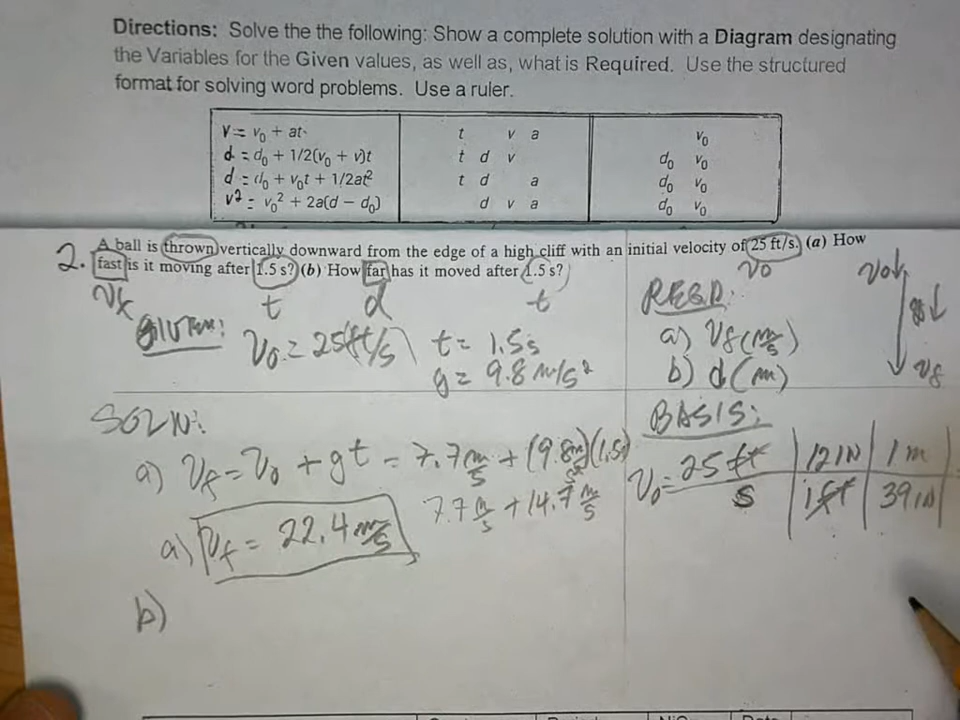 Directions: Solve the the following: Show a complete solution with a Diagram designating
the Variables for the Given values, as well as, what is Required. Use the structured
format for solving word problems. Use a ruler.
v = v₀ + at t v a v₀
d = d₀ + 1/2(v₀ + v)t t d v d₀ v₀
d = d₀ + v₀t + 1/2at² t d a d₀ v₀
v² = v₀² + 2a(d – d₀) d v a d₀ v₀
2. A ball is thrown vertically downward from the edge of a high cliff with an initial velocity of 25 ft/s. (a) How
fast is it moving after 1.5 s? (b) How far has it moved after 1.5 s?
Vf t d t V₀
GIVEN: V₀ = 25 ft/s t = 1.5s
g = 9.8 m/s²
REQD:
a) Vf (m/s)
b) d (m)
V₀↓
↓
Vf
SOLN:
a) Vf = V₀ + gt = 7.7 m/s + (9.8 m/s²)(1.5s)
7.7 m/s + 14.7 m/s
a) Vf = 22.4 m/s
b)
BASIS:
V₀ = 25 ft/s | 12 IN / 1 ft | 1 m / 39 IN